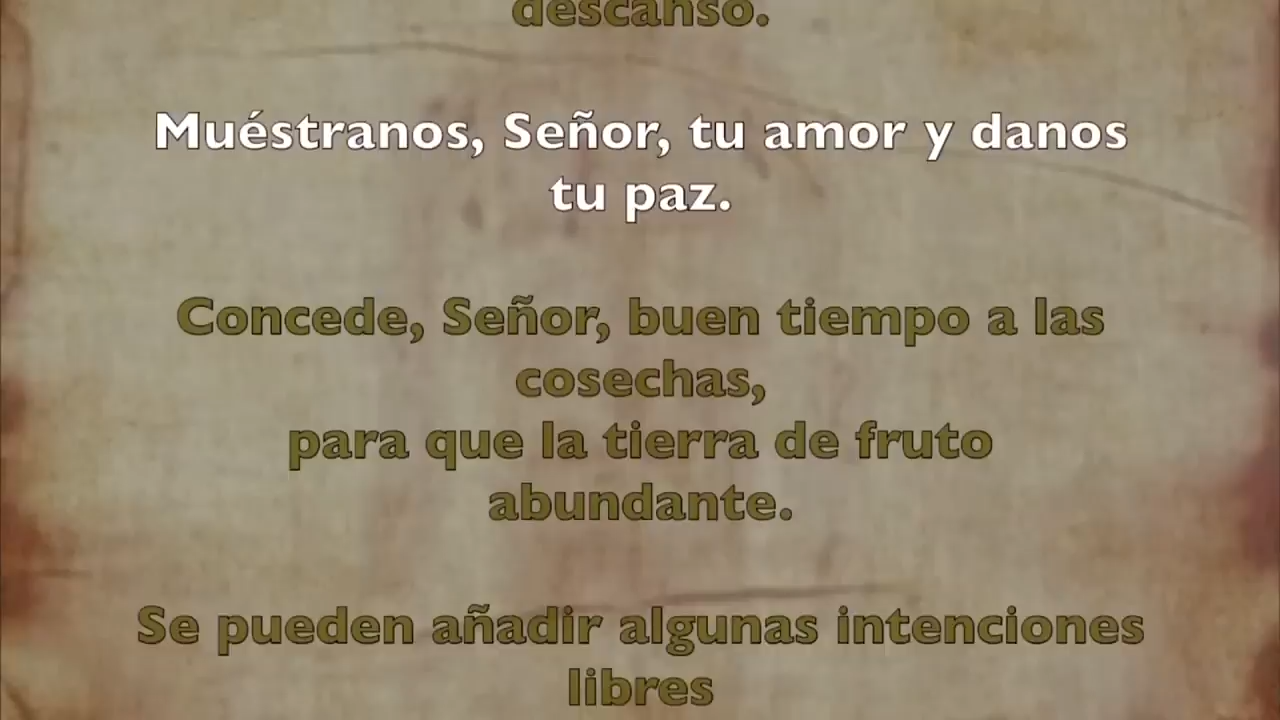 descanso.
Muéstranos, Señor, tu amor y danos
tu paz.
Concede, Señor, buen tiempo a las
cosechas,
para que la tierra de fruto
abundante.
Se pueden añadir algunas intenciones
libres